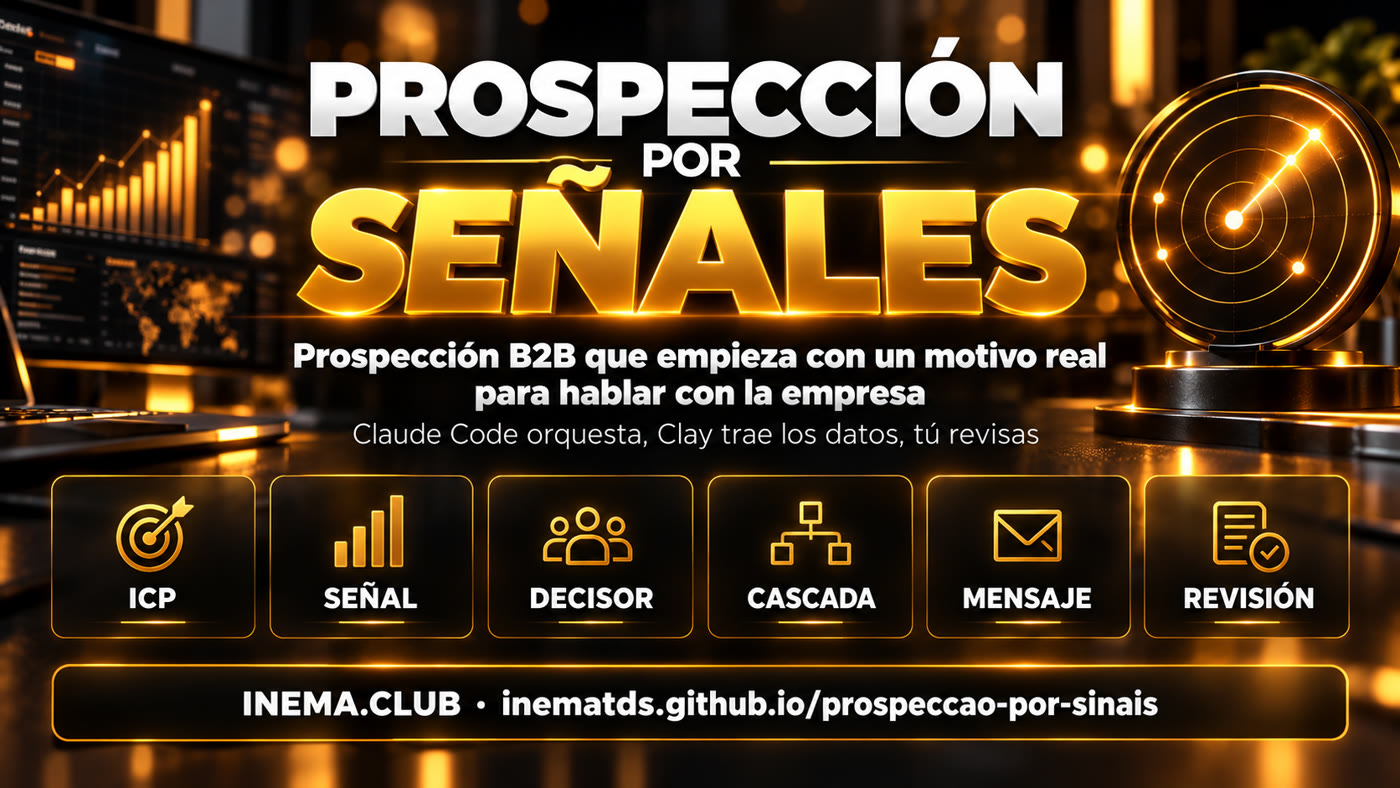 PROSPECCIÓN
POR
SEÑALES
Prospección B2B que empieza con un motivo real
para hablar con la empresa
Claude Code orquesta, Clay trae los datos, tú revisas
ICP
SEÑAL
DECISOR
CASCADA
MENSAJE
REVISIÓN
INEMA.CLUB • inematds.github.io/prospeccao-por-sinais